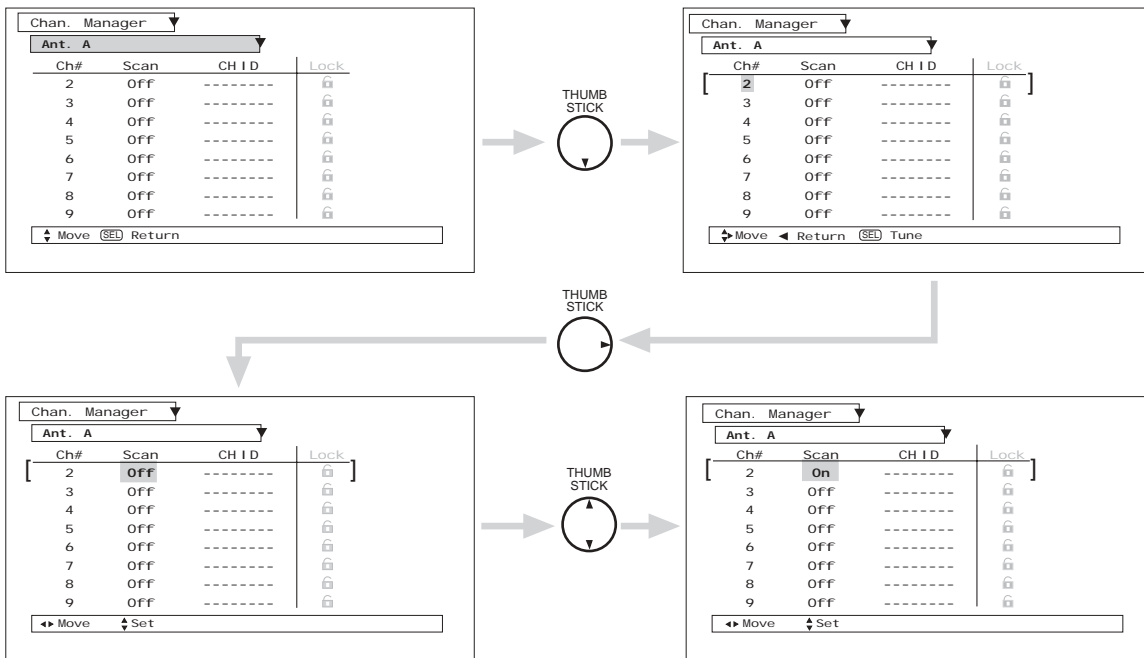 Chan. Manager ▼
Ant. A ▼
Ch# Scan CH ID Lock
2 Off --------
3 Off --------
4 Off --------
5 Off --------
6 Off --------
7 Off --------
8 Off --------
9 Off --------
Move SEL Return
THUMB
STICK
Chan. Manager ▼
Ant. A ▼
Ch# Scan CH ID Lock
[ 2 Off -------- ]
3 Off --------
4 Off --------
5 Off --------
6 Off --------
7 Off --------
8 Off --------
9 Off --------
Move ◄ Return SEL Tune
THUMB
STICK
Chan. Manager ▼
Ant. A ▼
Ch# Scan CH ID Lock
[ 2 Off -------- ]
3 Off --------
4 Off --------
5 Off --------
6 Off --------
7 Off --------
8 Off --------
9 Off --------
Move Set
THUMB
STICK
Chan. Manager ▼
Ant. A ▼
Ch# Scan CH ID Lock
[ 2 On -------- ]
3 Off --------
4 Off --------
5 Off --------
6 Off --------
7 Off --------
8 Off --------
9 Off --------
Move Set